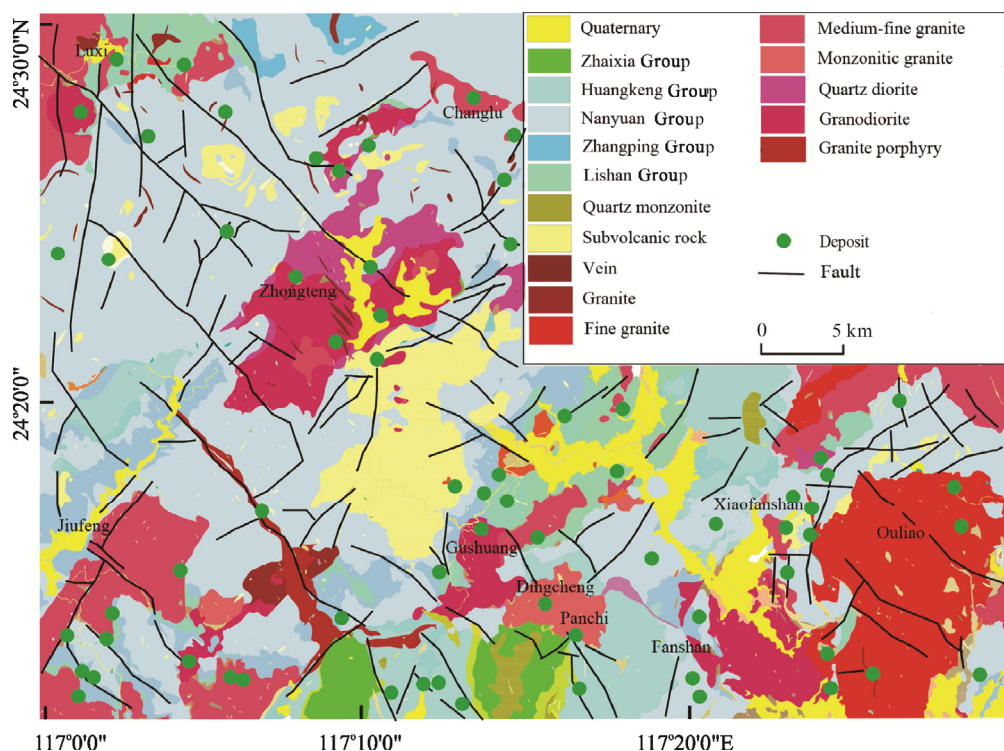 24°30'0"N
24°20'0"
117°0'0"
117°10'0"
117°20'0"E
Luxi
Changlu
Zhongteng
Jiufeng
Gushuang
Dingcheng
Panchi
Fanshan
Xiaofanshan
Ouliao
Quaternary
Zhaixia Group
Huangkeng Group
Nanyuan Group
Zhangping Group
Lishan Group
Quartz monzonite
Subvolcanic rock
Vein
Granite
Fine granite
Medium-fine granite
Monzonitic granite
Quartz diorite
Granodiorite
Granite porphyry
Deposit
Fault
0 5 km